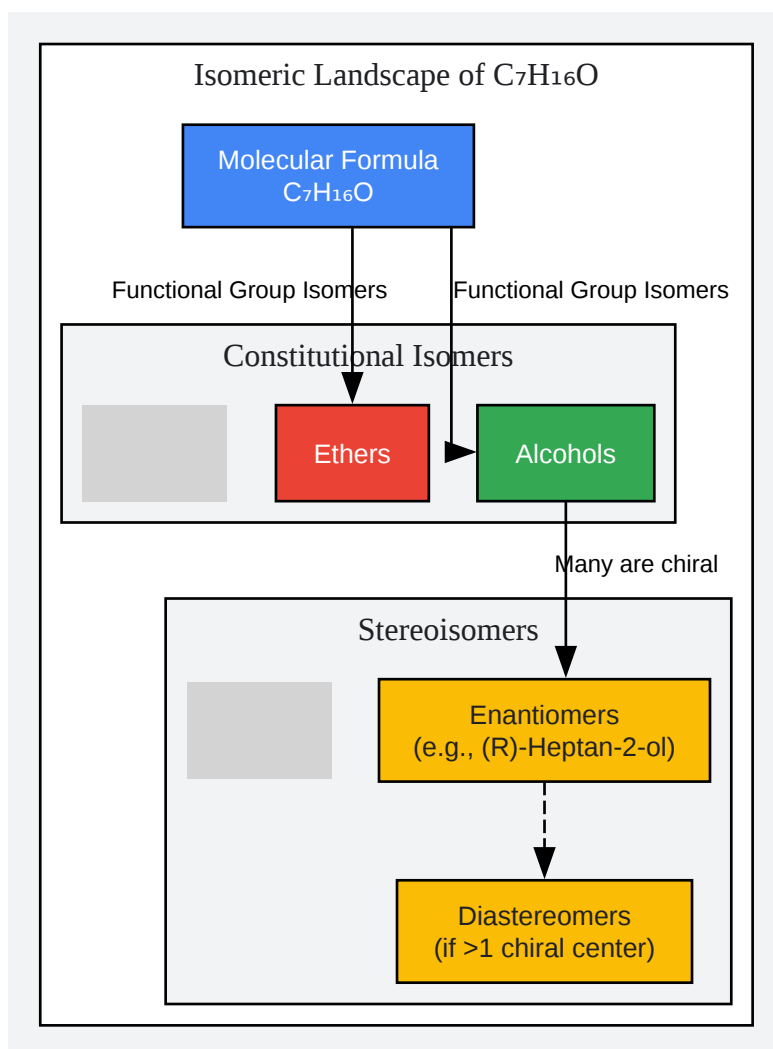 Isomeric Landscape of C₇H₁₆O
Molecular Formula
C₇H₁₆O
Functional Group Isomers
Functional Group Isomers
Constitutional Isomers
Ethers
Alcohols
Many are chiral
Stereoisomers
Enantiomers
(e.g., (R)-Heptan-2-ol)
Diastereomers
(if >1 chiral center)